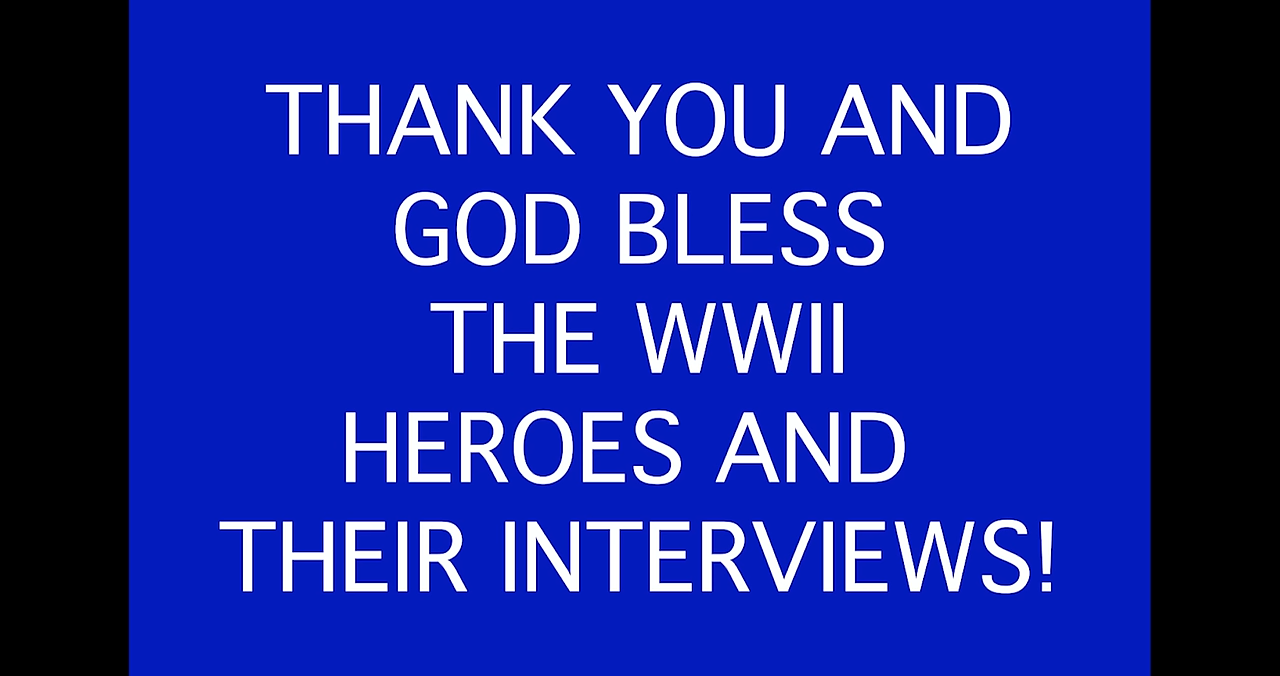 THANK YOU AND
GOD BLESS
THE WWII
HEROES AND
THEIR INTERVIEWS!